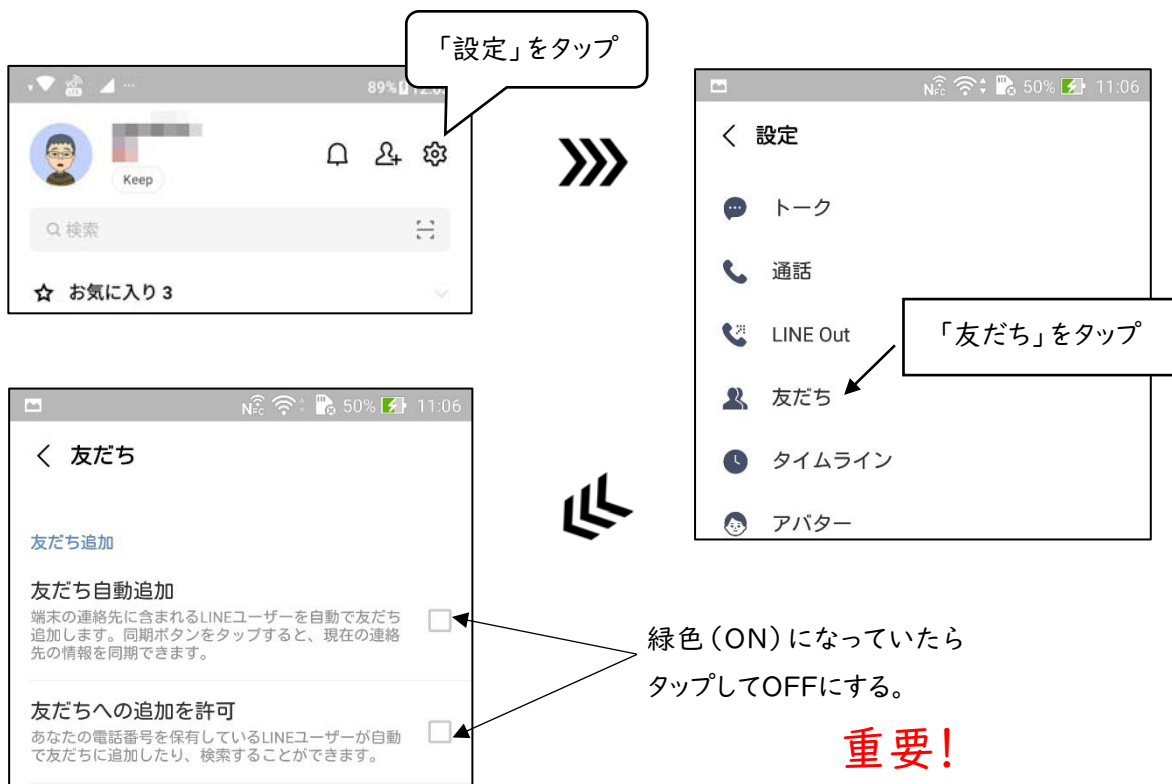 「設定」をタップ
89%
Keep
検索
お気に入り 3
NFC 50% 11:06
設定
トーク
通話
LINE Out
「友だち」をタップ
友だち
タイムライン
アバター
NFC 50% 11:06
友だち
友だち追加
友だち自動追加
端末の連絡先に含まれるLINEユーザーを自動で友だち
追加します。同期ボタンをタップすると、現在の連絡
先の情報を同期できます。
友だちへの追加を許可
あなたの電話番号を保有しているLINEユーザーが自動
で友だちに追加したり、検索することができます。
緑色(ON)になっていたら
タップしてOFFにする。
重要!